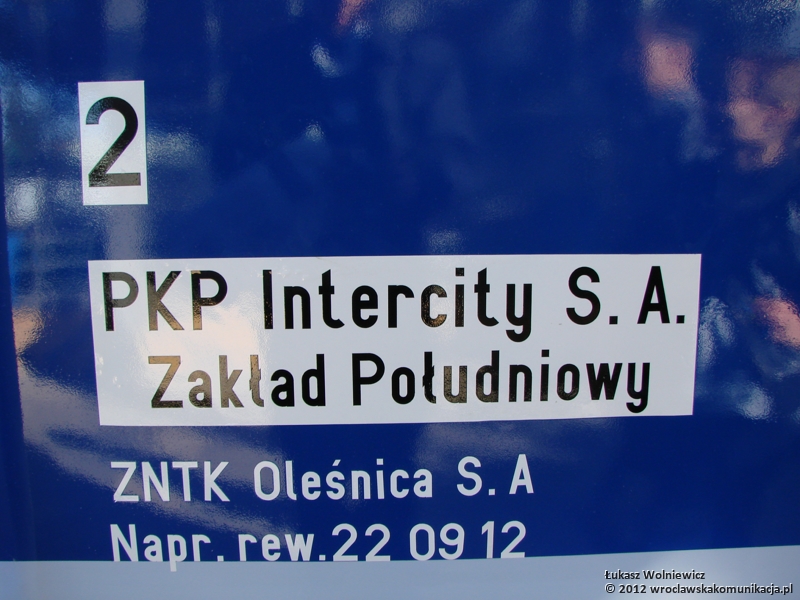 2
PKP Intercity S. A.
Zakład Południowy
ZNTK Oleśnica S. A
Napr. rew. 22 09 12
Łukasz Wolniewicz
© 2012 wroclawskakomunikacja.pl